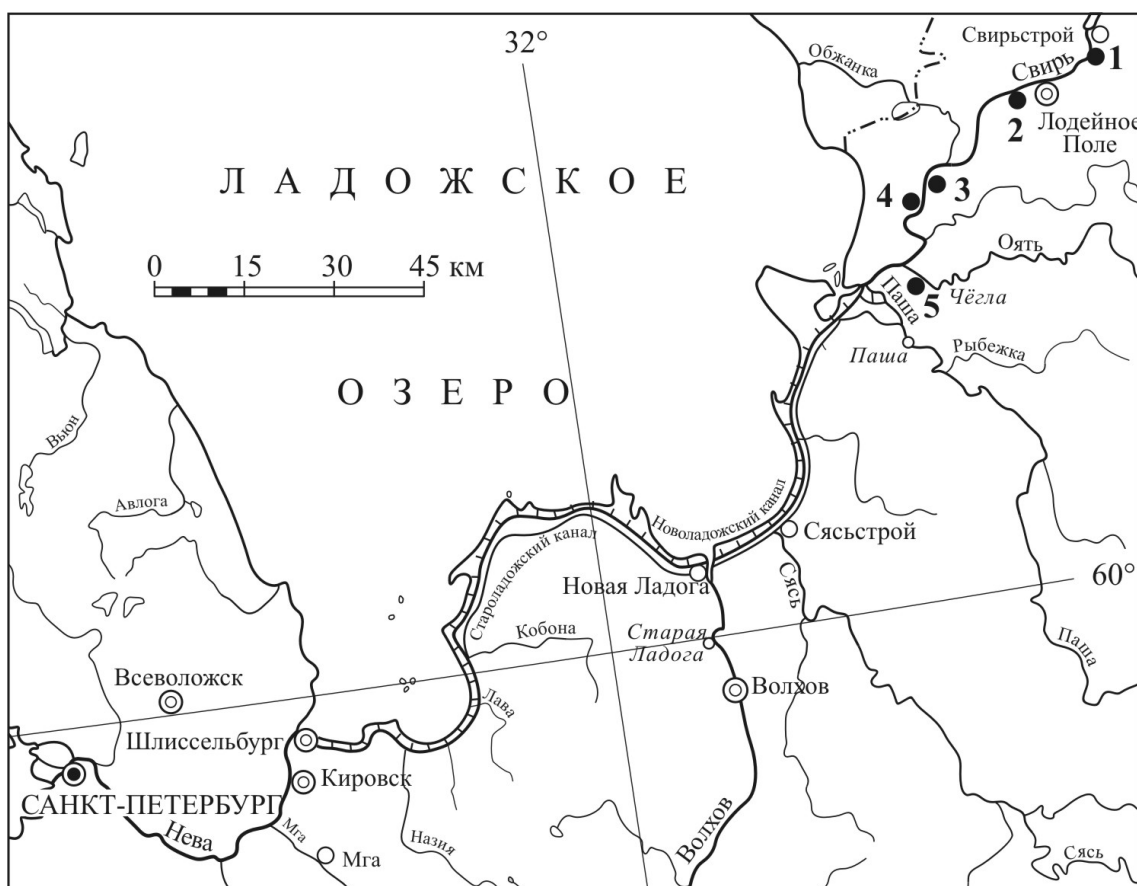 32°
Свирьстрой
1
Обжанка
Свирь
2
Лодейное
Поле
ЛАДОЖСКОЕ
4
3
0 15 30 45 км
Оять
5
Чёгла
Паша
Паша
Рыбежка
ОЗЕРО
Вьюн
Авлога
Новоладожский канал
Староладожский канал
Сясьстрой
Новая Ладога
Сясь
60°
Кобона
Старая
Ладога
Паша
Всеволожск
Волхов
Лава
Шлиссельбург
Кировск
САНКТ-ПЕТЕРБУРГ
Нева
Мга
Мга
Назия
Волхов
Сясь